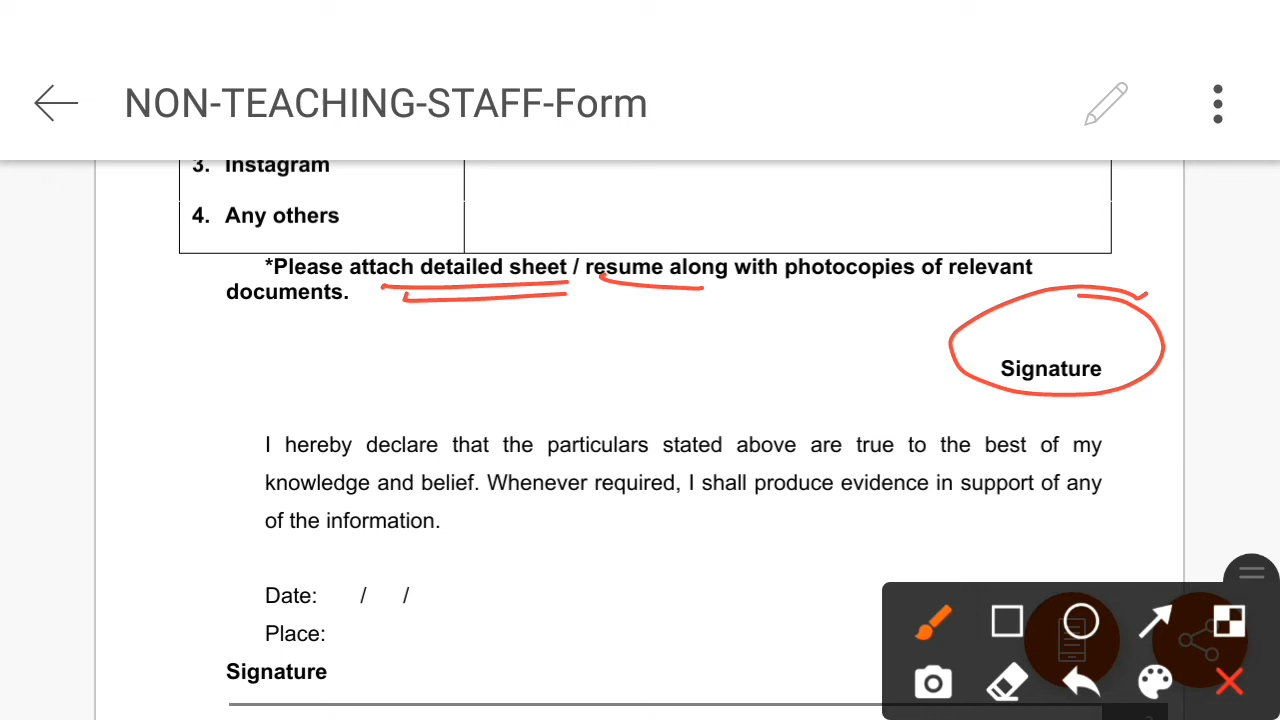 NON-TEACHING-STAFF-Form
3. Instagram
4. Any others
*Please attach detailed sheet / resume along with photocopies of relevant
documents.
Signature
I hereby declare that the particulars stated above are true to the best of my
knowledge and belief. Whenever required, I shall produce evidence in support of any
of the information.
Date: / /
Place:
Signature